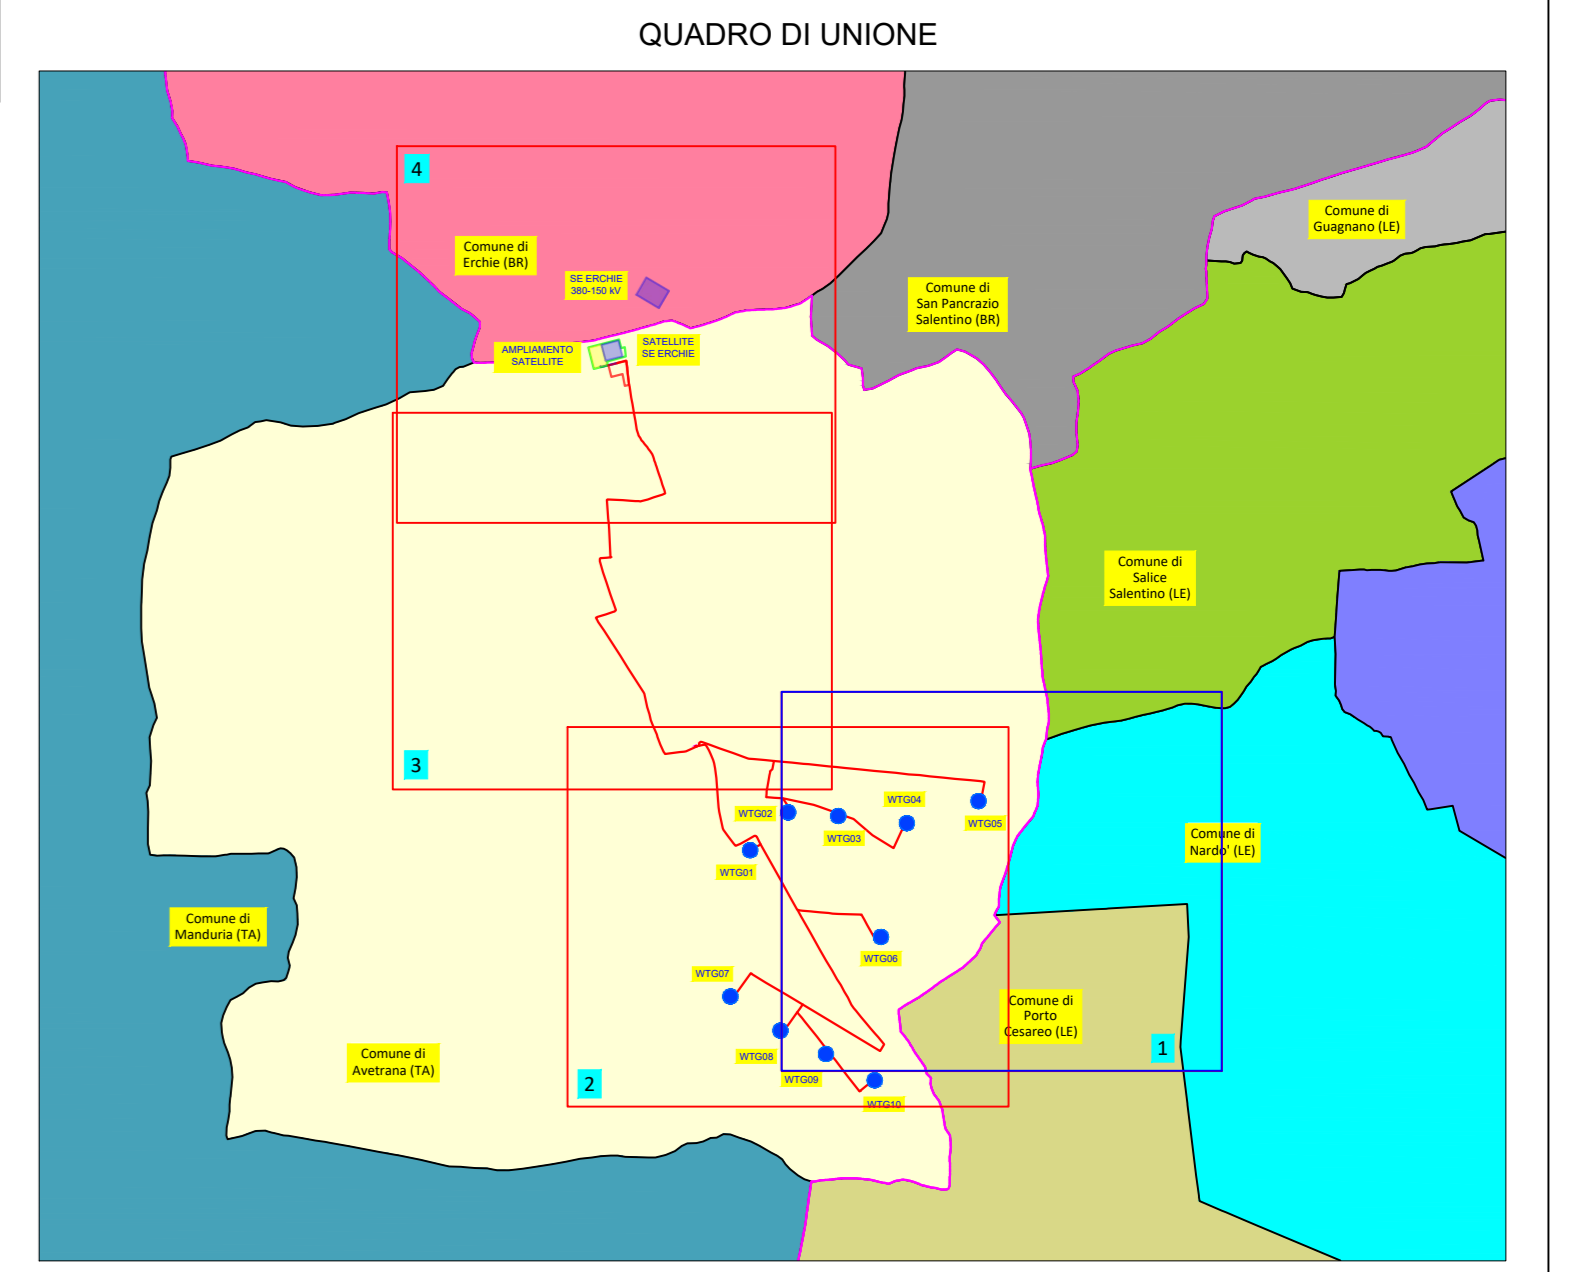 QUADRO DI UNIONE
4
Comune di
Guagnano (LE)
Comune di
Erchie (BR)
SE ERCHIE
380-150 kV
Comune di
San Pancrazio
Salentino (BR)
AMPLIAMENTO
SATELLITE
SATELLITE
SE ERCHIE
Comune di
Salice
Salentino (LE)
3
WTG02
WTG04
WTG03
WTG05
WTG01
Comune di
Nardo' (LE)
Comune di
Manduria (TA)
WTG06
WTG07
Comune di
Porto
Cesareo (LE)
1
WTG08
Comune di
Avetrana (TA)
2
WTG09
WTG10